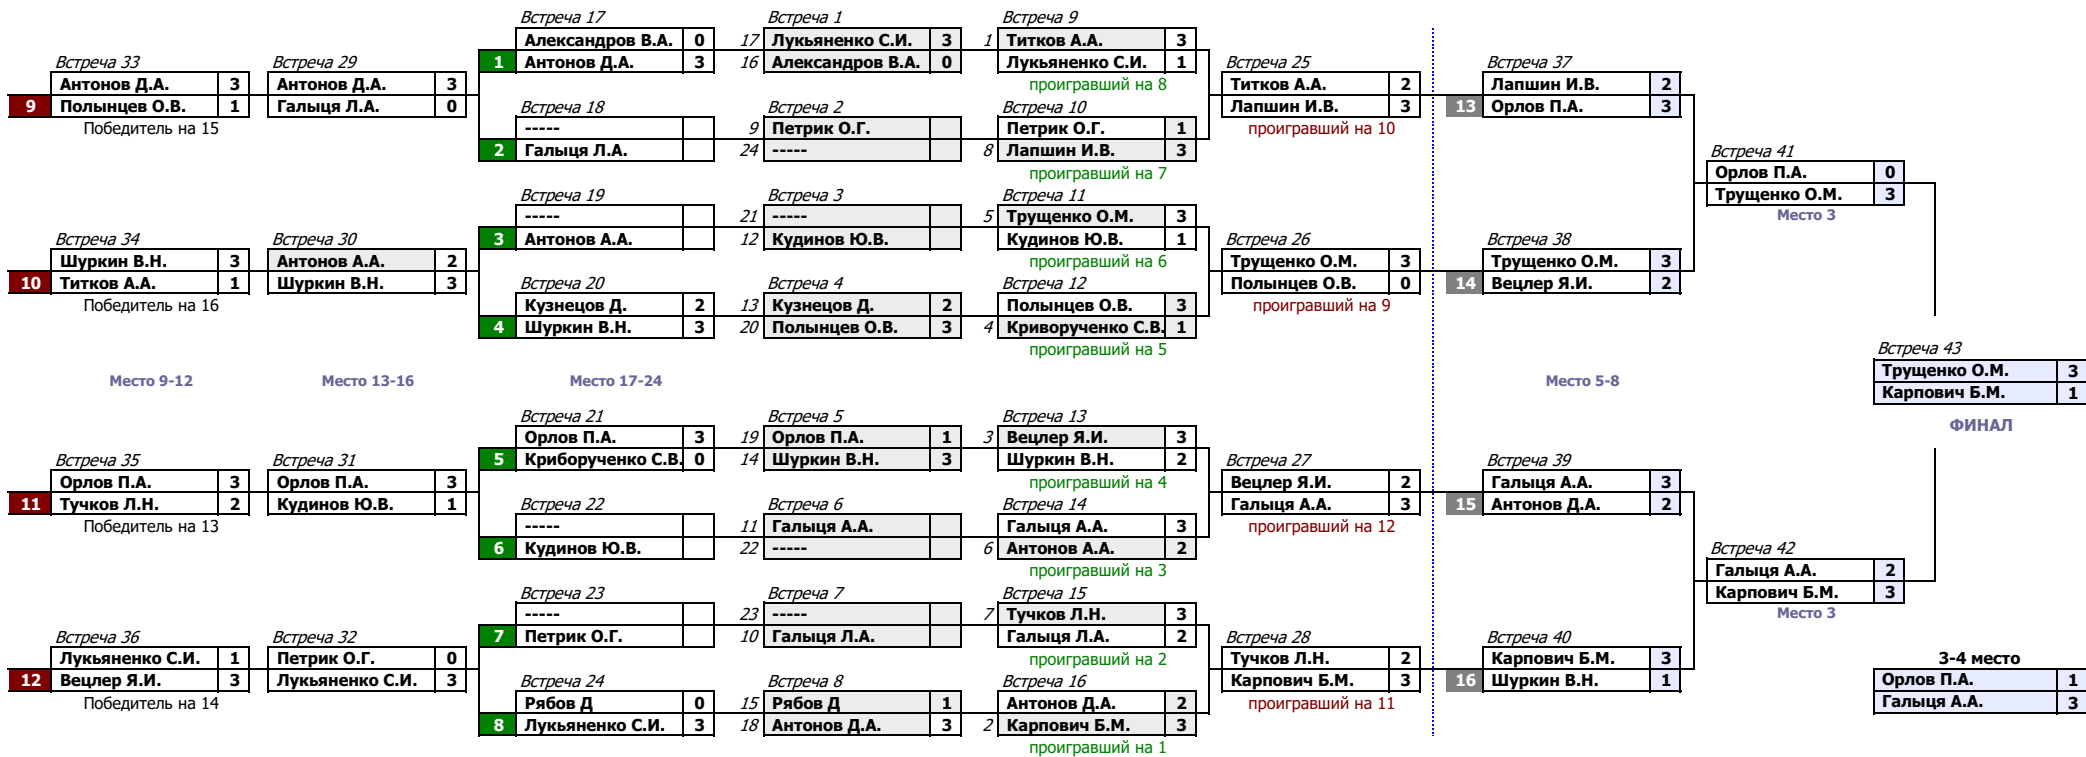 Встреча 17 Встреча 1 Встреча 9
Александров В.А. 0 17 Лукьяненко С.И. 3 1 Титков А.А. 3
Встреча 33 Встреча 29 1 Антонов Д.А. 3 16 Александров В.А. 0 Лукьяненко С.И. 1 Встреча 25 Встреча 37
Антонов Д.А. 3 Антонов Д.А. 3 проигравший на 8 Титков А.А. 2 Лапшин И.В. 2
9 Полынцев О.В. 1 Галыця Л.А. 0 Встреча 18 Встреча 2 Встреча 10 Лапшин И.В. 3 13 Орлов П.А. 3
Победитель на 15 ----- 9 Петрик О.Г. Петрик О.Г. 1 проигравший на 10
2 Галыця Л.А. 24 ----- 8 Лапшин И.В. 3 Встреча 41
проигравший на 7 Орлов П.А. 0
Встреча 19 Встреча 3 Встреча 11 Трущенко О.М. 3
----- 21 ----- 5 Трущенко О.М. 3 Место 3
Встреча 34 Встреча 30 3 Антонов А.А. 12 Кудинов Ю.В. Кудинов Ю.В. 1 Встреча 26 Встреча 38
Шуркин В.Н. 3 Антонов А.А. 2 проигравший на 6 Трущенко О.М. 3 Трущенко О.М. 3
10 Титков А.А. 1 Шуркин В.Н. 3 Встреча 20 Встреча 4 Встреча 12 Полынцев О.В. 0 14 Вецлер Я.И. 2
Победитель на 16 Кузнецов Д. 2 13 Кузнецов Д. 2 Полынцев О.В. 3 проигравший на 9
4 Шуркин В.Н. 3 20 Полынцев О.В. 3 4 Криворученко С.В. 1
проигравший на 5 Встреча 43
Трущенко О.М. 3
Место 9-12 Место 13-16 Место 17-24 Место 5-8
Карпович Б.М. 1
Встреча 21 Встреча 5 Встреча 13
ФИНАЛ
Орлов П.А. 3 19 Орлов П.А. 1 3 Вецлер Я.И. 3
Встреча 35 Встреча 31 5 Криборученко С.В. 0 14 Шуркин В.Н. 3 Шуркин В.Н. 2 Встреча 27 Встреча 39
Орлов П.А. 3 Орлов П.А. 3 проигравший на 4 Вецлер Я.И. 2 Галыця А.А. 3
11 Тучков Л.Н. 2 Кудинов Ю.В. 1 Встреча 22 Встреча 6 Встреча 14 Галыця А.А. 3 15 Антонов Д.А. 2
Победитель на 13 ----- 11 Галыця А.А. Галыця А.А. 3 проигравший на 12
6 Кудинов Ю.В. 22 ----- 6 Антонов А.А. 2 Встреча 42
проигравший на 3 Галыця А.А. 2
Встреча 23 Встреча 7 Встреча 15 Карпович Б.М. 3
----- 23 ----- 7 Тучков Л.Н. 3 Место 3
Встреча 36 Встреча 32 7 Петрик О.Г. 10 Галыця Л.А. Галыця Л.А. 2 Встреча 28 Встреча 40
Лукьяненко С.И. 1 Петрик О.Г. 0 проигравший на 2 Тучков Л.Н. 2 Карпович Б.М. 3 3-4 место
12 Вецлер Я.И. 3 Лукьяненко С.И. 3 Встреча 24 Встреча 8 Встреча 16 Карпович Б.М. 3 16 Шуркин В.Н. 1 Орлов П.А. 1
Победитель на 14 Рябов Д 0 15 Рябов Д 1 Антонов Д.А. 2 проигравший на 11 Галыця А.А. 3
8 Лукьяненко С.И. 3 18 Антонов Д.А. 3 2 Карпович Б.М. 3
проигравший на 1